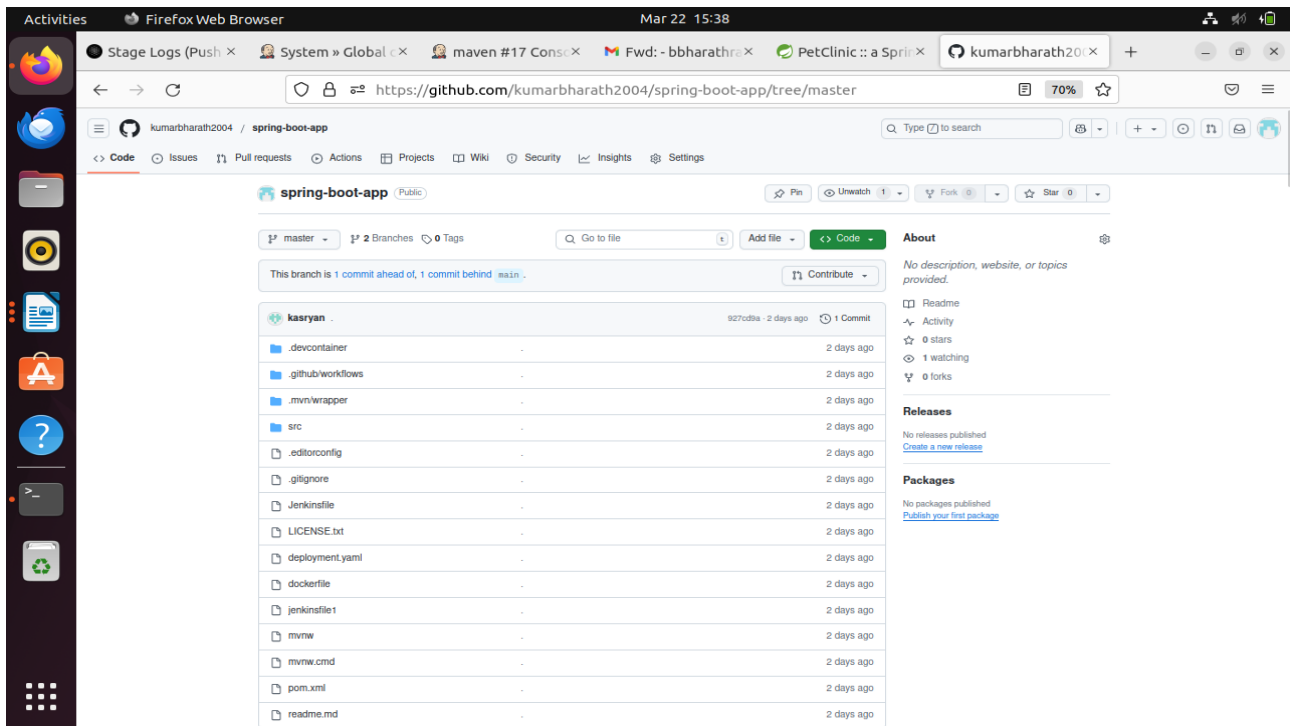 Activities Firefox Web Browser Mar 22 15:38
Stage Logs (Push × System » Global c× maven #17 Consc× Fwd: - bbharathra× PetClinic :: a Sprin× kumarbharath20(× +
https://github.com/kumarbharath2004/spring-boot-app/tree/master 70%
kumarbharath2004 / spring-boot-app Type / to search
Code Issues Pull requests Actions Projects Wiki Security Insights Settings
spring-boot-app Public Pin Unwatch 1 Fork 0 Star 0
master 2 Branches 0 Tags Go to file t Add file Code About
This branch is 1 commit ahead of, 1 commit behind main . Contribute
No description, website, or topics
provided.
kasryan . 927cd9a · 2 days ago 1 Commit
Readme
Activity
0 stars
1 watching
0 forks
.devcontainer . 2 days ago
.github/workflows . 2 days ago
.mvn/wrapper . 2 days ago
src . 2 days ago
.editorconfig . 2 days ago
.gitignore . 2 days ago
Jenkinsfile . 2 days ago
LICENSE.txt . 2 days ago
deployment.yaml . 2 days ago
dockerfile . 2 days ago
jenkinsfile1 . 2 days ago
mvnw . 2 days ago
mvnw.cmd . 2 days ago
pom.xml . 2 days ago
readme.md . 2 days ago
Releases
No releases published
Create a new release
Packages
No packages published
Publish your first package